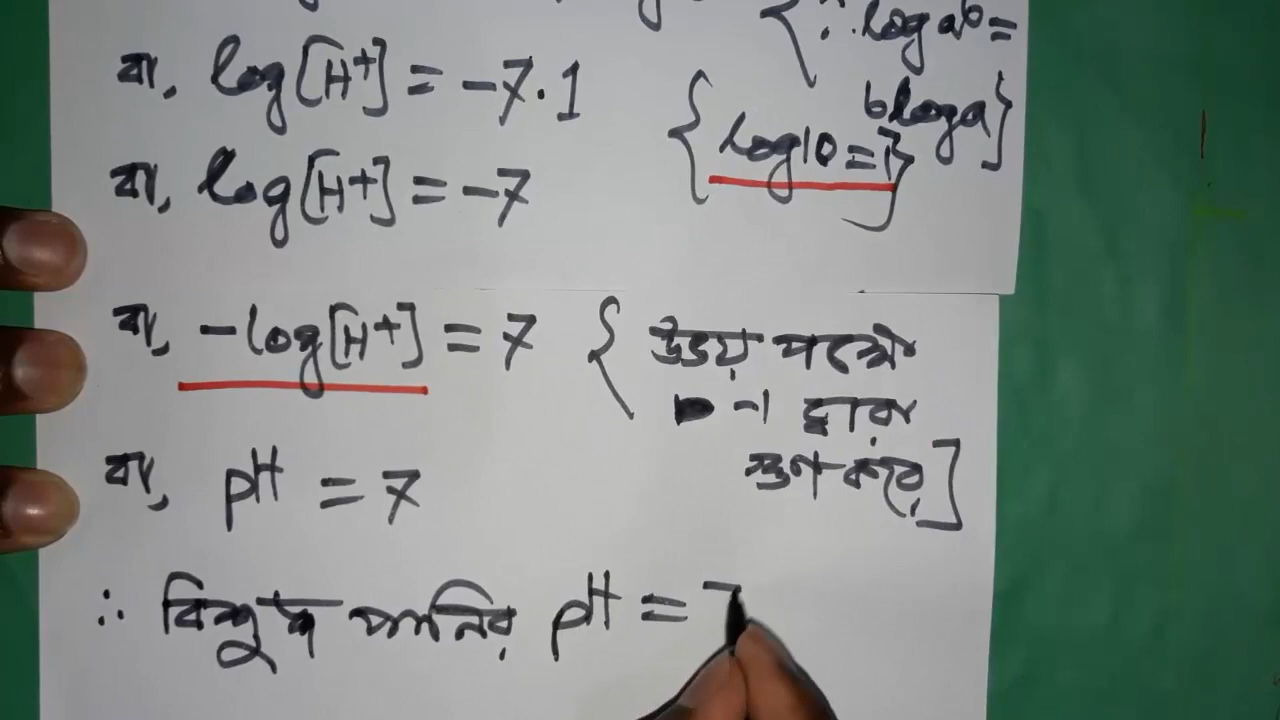 {∵ log aᵇ =
বা, log[H⁺] = -7·1
b log a}
{log10 = 1}
বা, log[H⁺] = -7
বা, -log[H⁺] = 7 { উভয় পক্ষে
-1 দ্বারা
গুণ করে]
বা, pH = 7
∴ বিশুদ্ধ পানির pH = 7